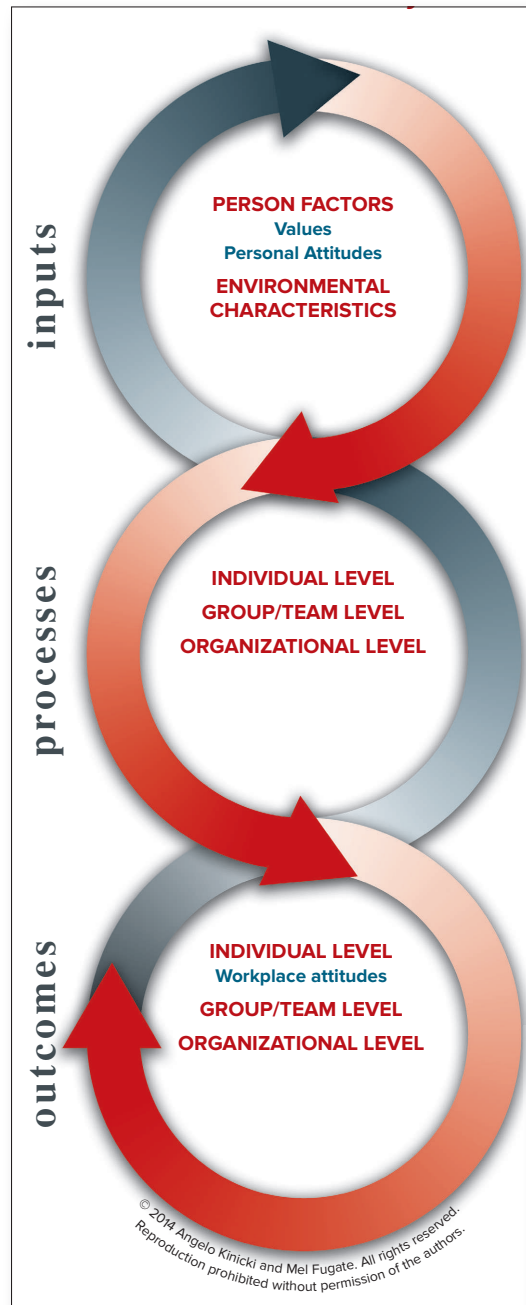 inputs
PERSON FACTORS
Values
Personal Attitudes
ENVIRONMENTAL
CHARACTERISTICS
processes
INDIVIDUAL LEVEL
GROUP/TEAM LEVEL
ORGANIZATIONAL LEVEL
outcomes
INDIVIDUAL LEVEL
Workplace attitudes
GROUP/TEAM LEVEL
ORGANIZATIONAL LEVEL
© 2014 Angelo Kinicki and Mel Fugate. All rights reserved.
Reproduction prohibited without permission of the authors.